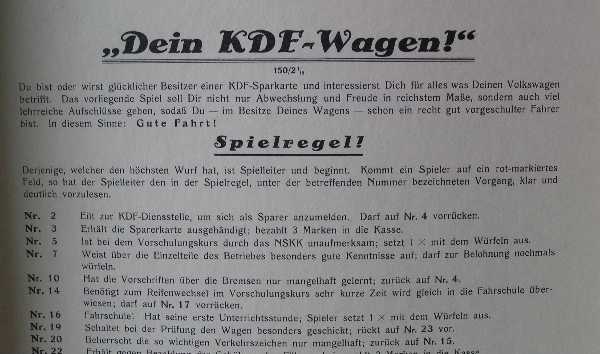 „Dein KDF-Wagen!“
150/2¹/₁₁
Du bist oder wirst glücklicher Besitzer einer KDF-Sparkarte und interessierst Dich für alles was Deinen Volkswagen
betrifft. Das vorliegende Spiel soll Dir nicht nur Abwechslung und Freude in reichstem Maße, sondern auch viel
lehrreiche Aufschlüsse geben, sodaß Du — im Besitze Deines Wagens — schon ein recht gut vorgeschulter Fahrer
bist. In diesem Sinne: Gute Fahrt!
Spielregel!
Derjenige, welcher den höchsten Wurf hat, ist Spielleiter und beginnt. Kommt ein Spieler auf ein rot-markiertes
Feld, so hat der Spielleiter den in der Spielregel, unter der betreffenden Nummer bezeichneten Vorgang, klar und
deutlich vorzulesen.
Nr. 2 Eilt zur KDF-Dienststelle, um sich als Sparer anzumelden. Darf auf Nr. 4 vorrücken.
Nr. 3 Erhält die Sparerkarte ausgehändigt; bezahlt 3 Marken in die Kasse.
Nr. 5 Ist bei dem Vorschulungskurs durch das NSKK unaufmerksam; setzt 1 × mit dem Würfeln aus.
Nr. 7 Weist über die Einzelteile des Betriebes besonders gute Kenntnisse auf; darf zur Belohnung nochmals
würfeln.
Nr. 10 Hat die Vorschriften über die Bremsen nur mangelhaft gelernt; zurück auf Nr. 4.
Nr. 14 Benötigt zum Reifenwechsel im Vorschulungskurs sehr kurze Zeit wird gleich in die Fahrschule über-
wiesen; darf auf Nr. 17 vorrücken.
Nr. 16 Fahrschule: Hat seine erste Unterrichtsstunde; Spieler setzt 1 × mit dem Würfeln aus.
Nr. 19 Schaltet bei der Prüfung den Wagen besonders geschickt; rückt auf Nr. 23 vor.
Nr. 20 Beherrscht die so wichtigen Verkehrszeichen nur mangelhaft; zurück auf Nr. 15.
Nr. 22 Erhält gegen